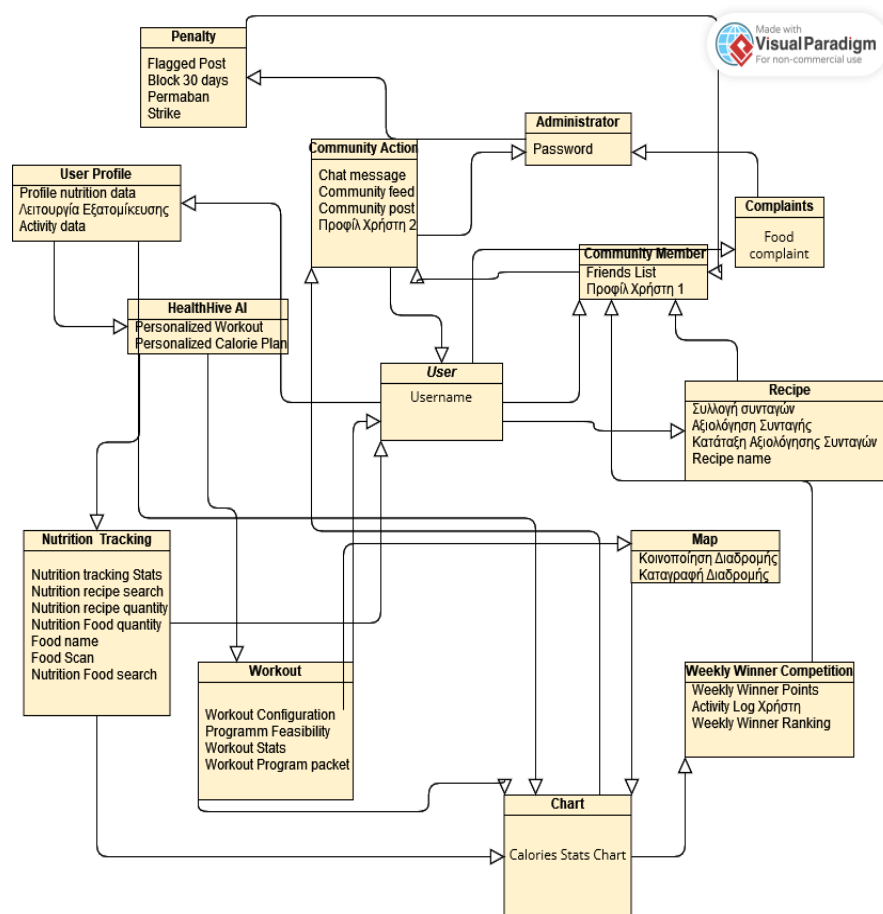 Made with
VisualParadigm
For non-commercial use
Penalty
Flagged Post
Block 30 days
Permaban
Strike
Administrator
Password
Community Action
Chat message
Community feed
Community post
Προφίλ Χρήστη 2
User Profile
Profile nutrition data
Λειτουργία Εξατομίκευσης
Activity data
Complaints
Food
complaint
Community Member
Friends List
Προφίλ Χρήστη 1
HealthHive AI
Personalized Workout
Personalized Calorie Plan
User
Username
Recipe
Συλλογή συνταγών
Αξιολόγηση Συνταγής
Κατάταξη Αξιολόγησης Συνταγών
Recipe name
Nutrition Tracking
Nutrition tracking Stats
Nutrition recipe search
Nutrition recipe quantity
Nutrition Food quantity
Food name
Food Scan
Nutrition Food search
Map
Κοινοποίηση Διαδρομής
Καταγραφή Διαδρομής
Workout
Workout Configuration
Programm Feasibility
Workout Stats
Workout Program packet
Weekly Winner Competition
Weekly Winner Points
Activity Log Χρήστη
Weekly Winner Ranking
Chart
Calories Stats Chart